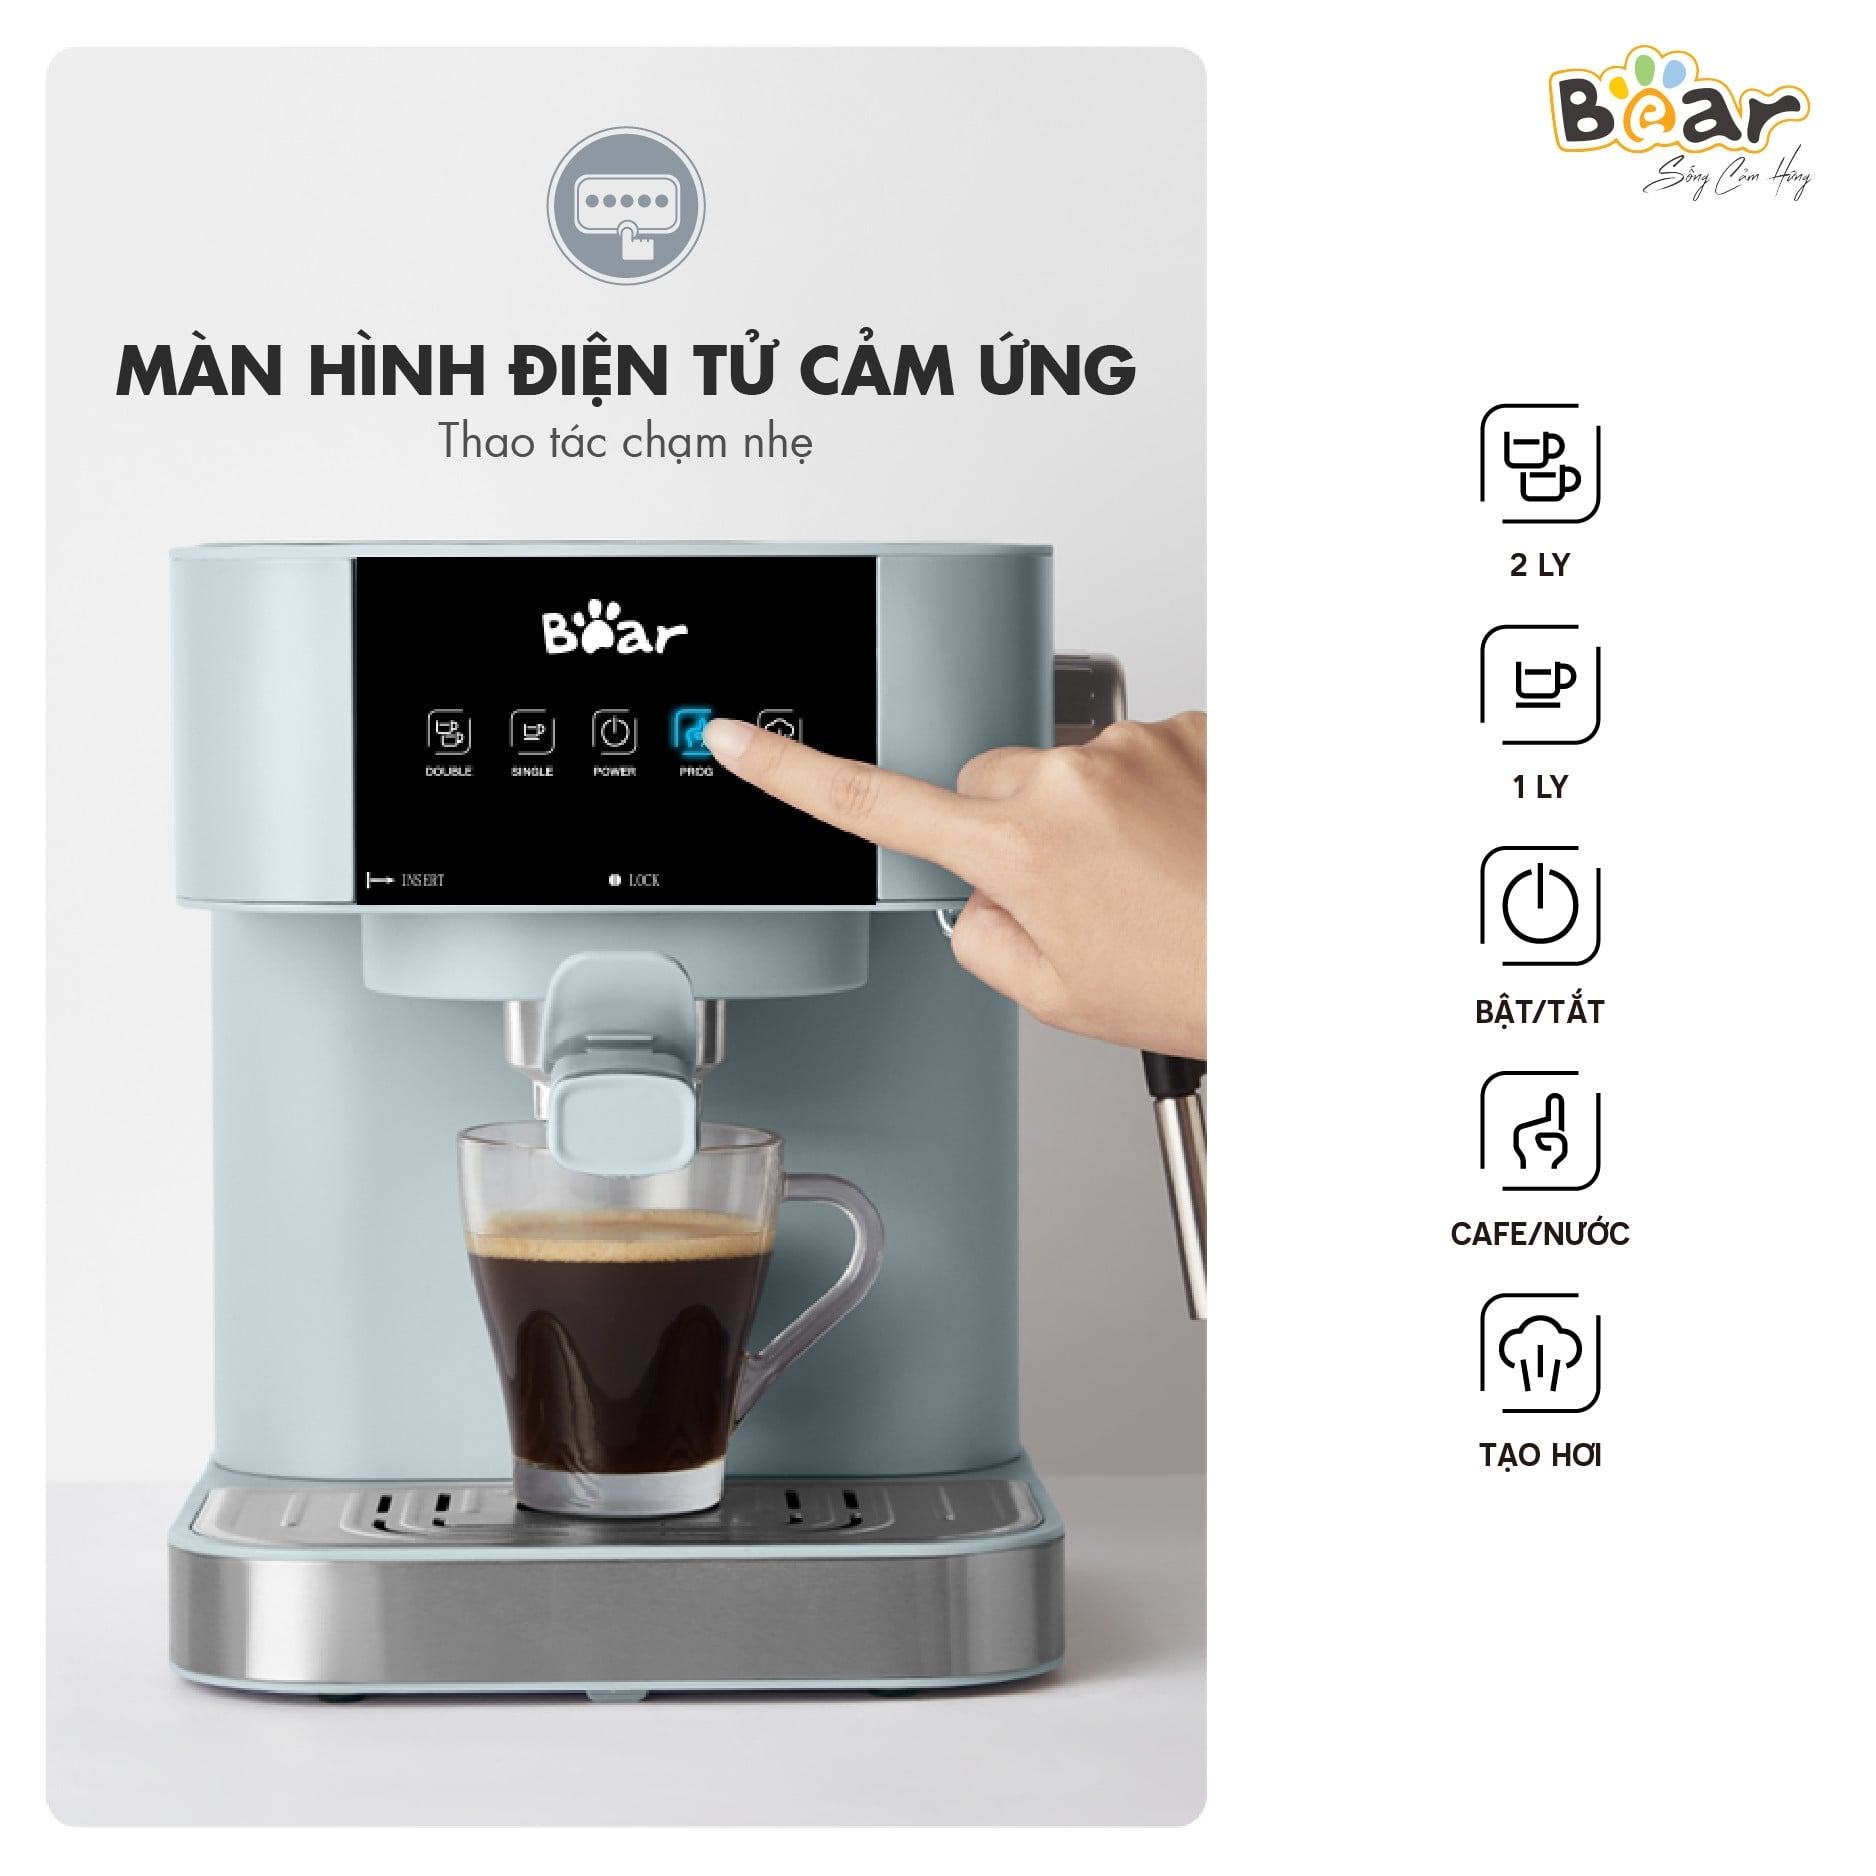 Bear
Sống Cảm Hứng
MÀN HÌNH ĐIỆN TỬ CẢM ỨNG
Thao tác chạm nhẹ
Bear
DOUBLE
SINGLE
POWER
PROG
INSERT
LOCK
2 LY
1 LY
BẬT/TẮT
CAFE/NƯỚC
TẠO HƠI